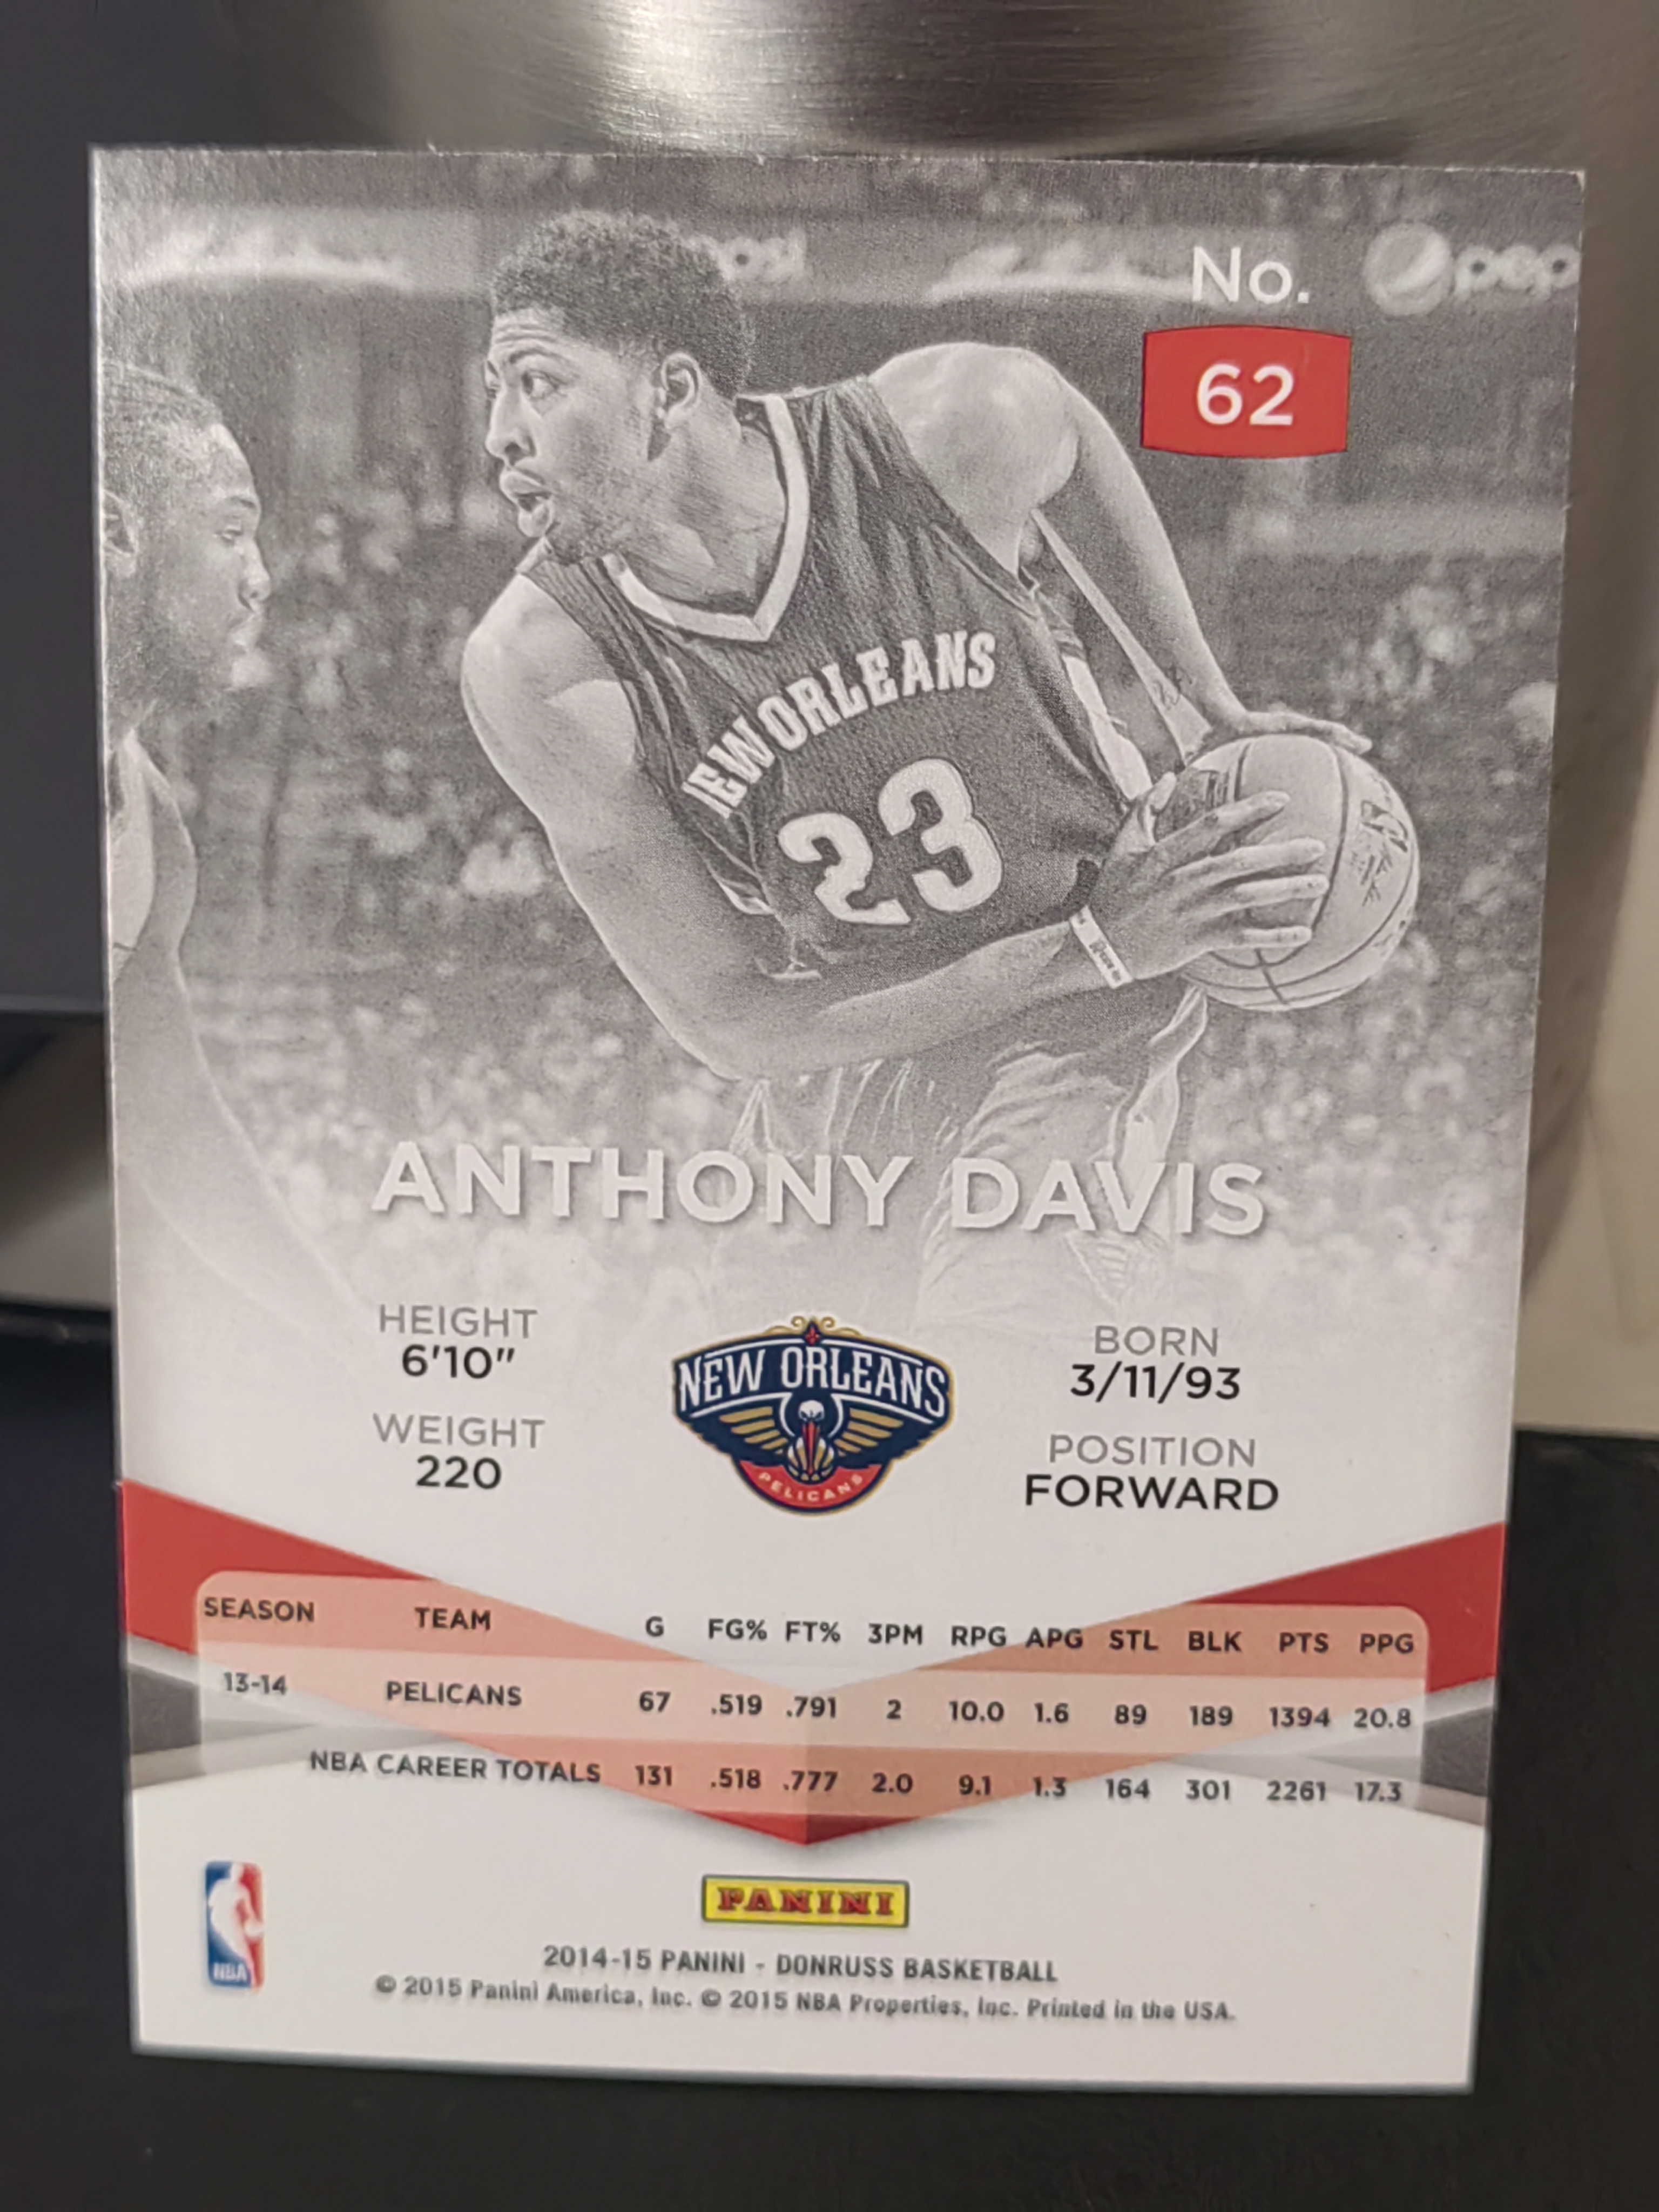 No.
pep
62
EW ORLEANS
23
ANTHONY DAVIS
HEIGHT
6'10"
WEIGHT
220
NEW ORLEANS
PELICANS
BORN
3/11/93
POSITION
FORWARD
SEASON TEAM G FG% FT% 3PM RPG APG STL BLK PTS PPG
13-14 PELICANS 67 .519 .791 2 10.0 1.6 89 189 1394 20.8
NBA CAREER TOTALS 131 .518 .777 2.0 9.1 1.3 164 301 2261 17.3
NBA
PANINI
2014-15 PANINI - DONRUSS BASKETBALL
© 2015 Panini America, Inc. © 2015 NBA Properties, Inc. Printed in the USA.